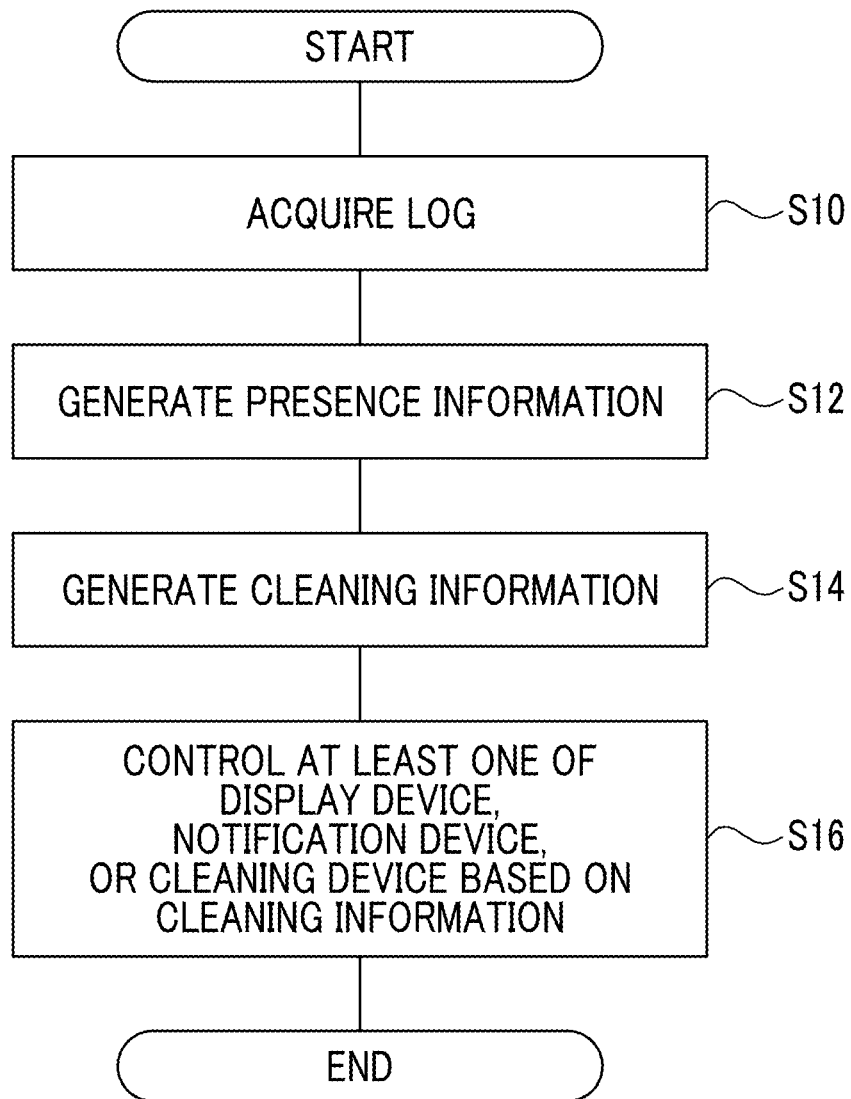 START
ACQUIRE LOG
S10
GENERATE PRESENCE INFORMATION
S12
GENERATE CLEANING INFORMATION
S14
CONTROL AT LEAST ONE OF
DISPLAY DEVICE,
NOTIFICATION DEVICE,
OR CLEANING DEVICE BASED ON
CLEANING INFORMATION
S16
END